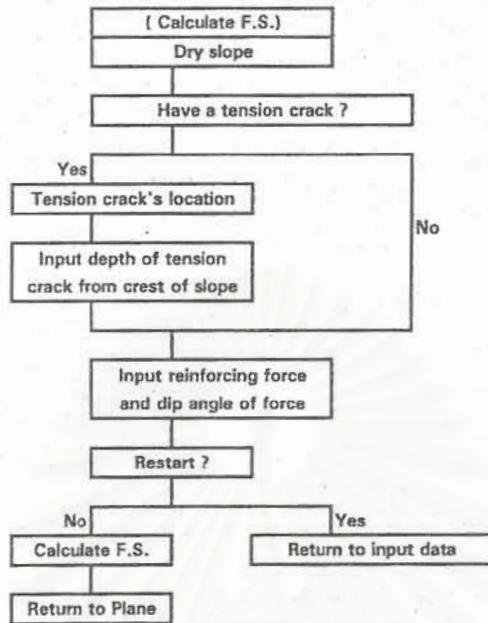 ( Calculate F.S.)
Dry slope
Have a tension crack ?
Yes
Tension crack's location
No
Input depth of tension
crack from crest of slope
Input reinforcing force
and dip angle of force
Restart ?
No
Yes
Calculate F.S.
Return to input data
Return to Plane